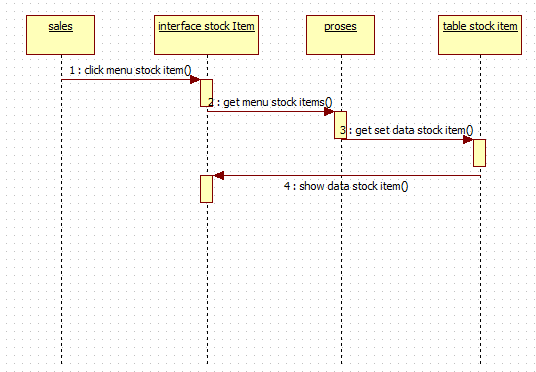 sales
interface stock Item
proses
table stock item
1 : click menu stock item()
2 : get menu stock items()
3 : get set data stock item()
4 : show data stock item()